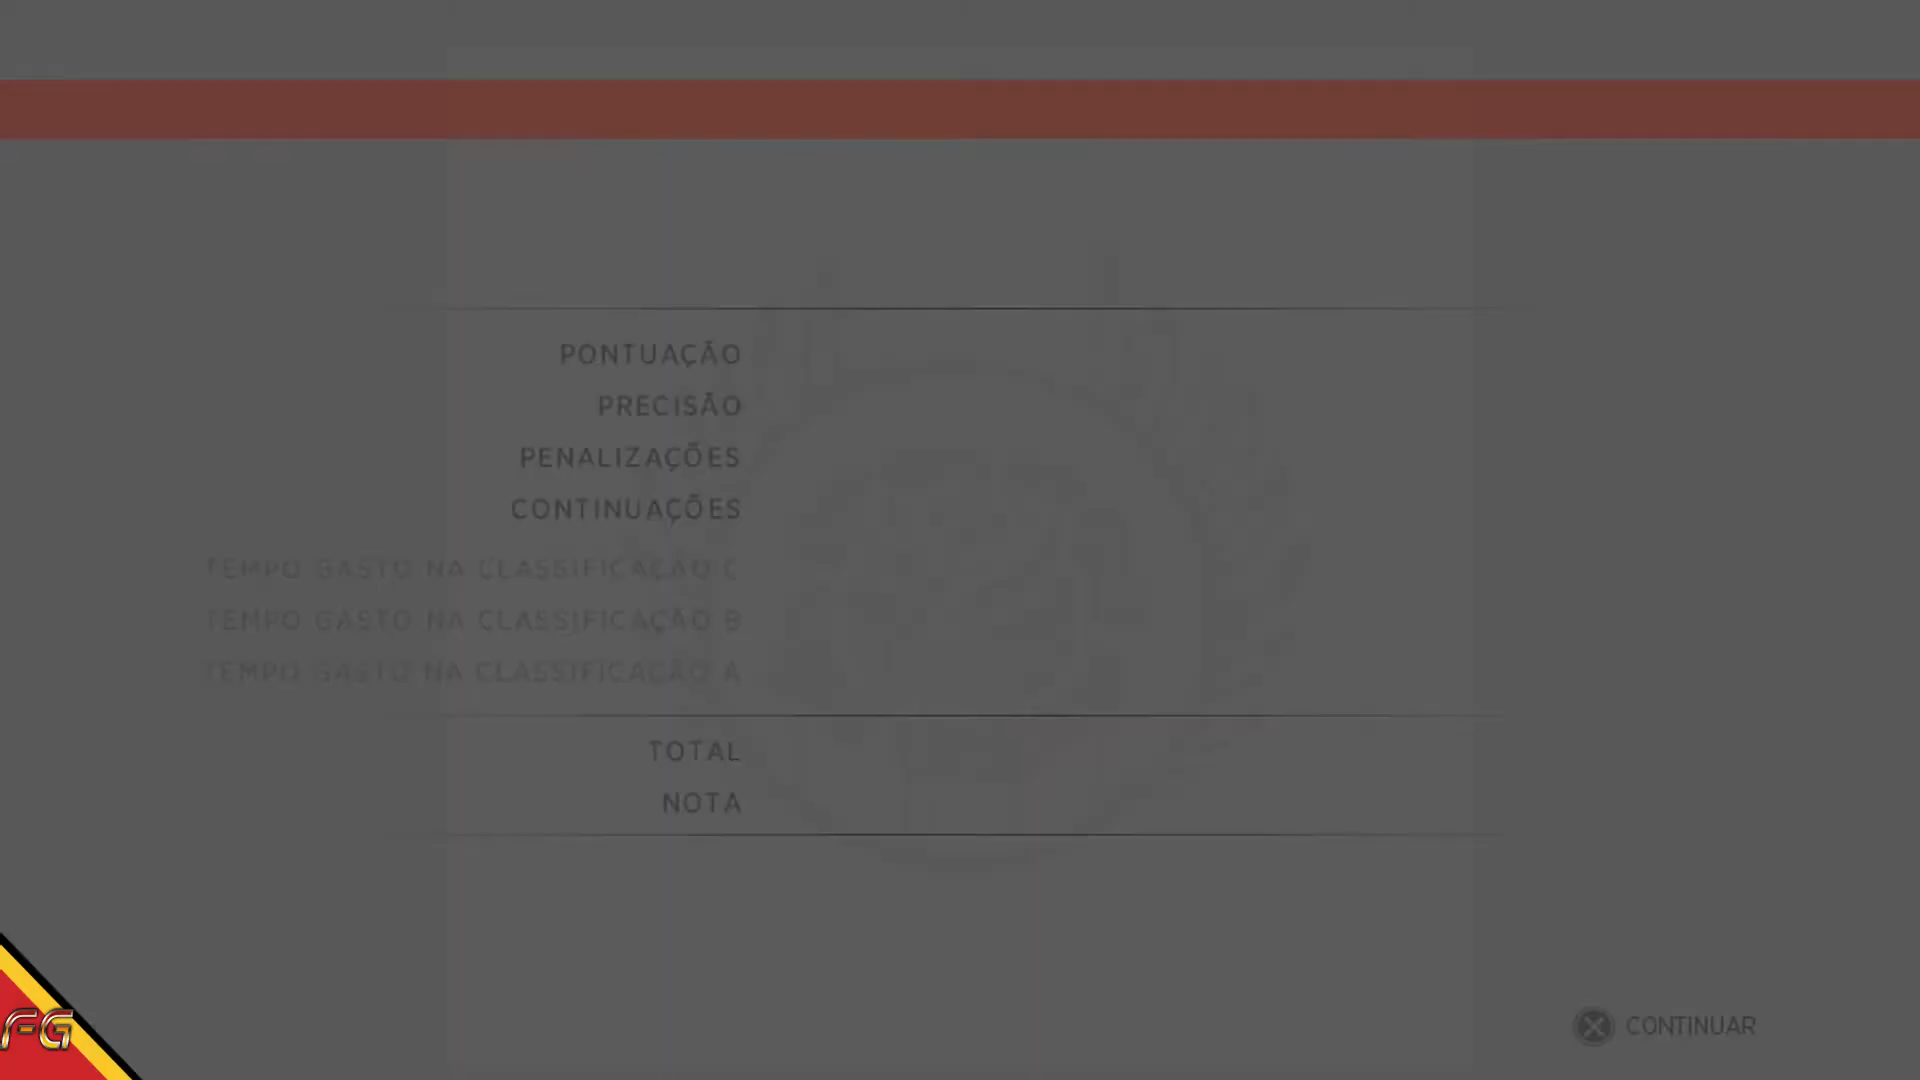 PONTUAÇÃO
PRECISÃO
PENALIZAÇÕES
CONTINUAÇÕES
TEMPO GASTO NA CLASSIFICAÇÃO C
TEMPO GASTO NA CLASSIFICAÇÃO B
TEMPO GASTO NA CLASSIFICAÇÃO A
TOTAL
NOTA
FG
CONTINUAR